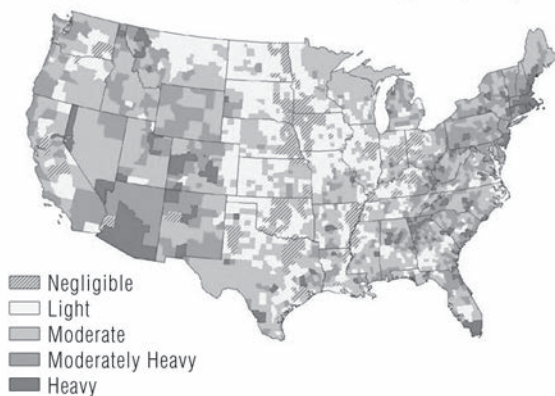 Negligible
Light
Moderate
Moderately Heavy
Heavy